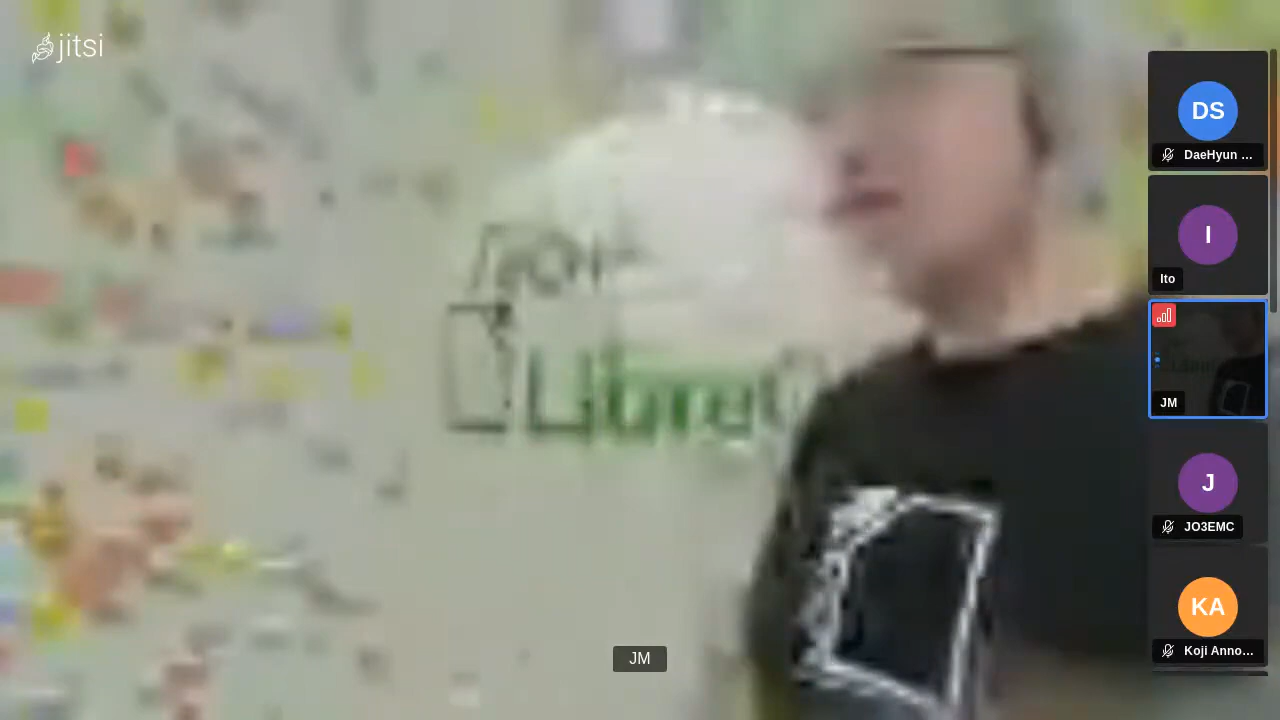 jitsi
DS
DaeHyun ...
I
Ito
JM
J
JO3EMC
KA
Koji Anno...
JM